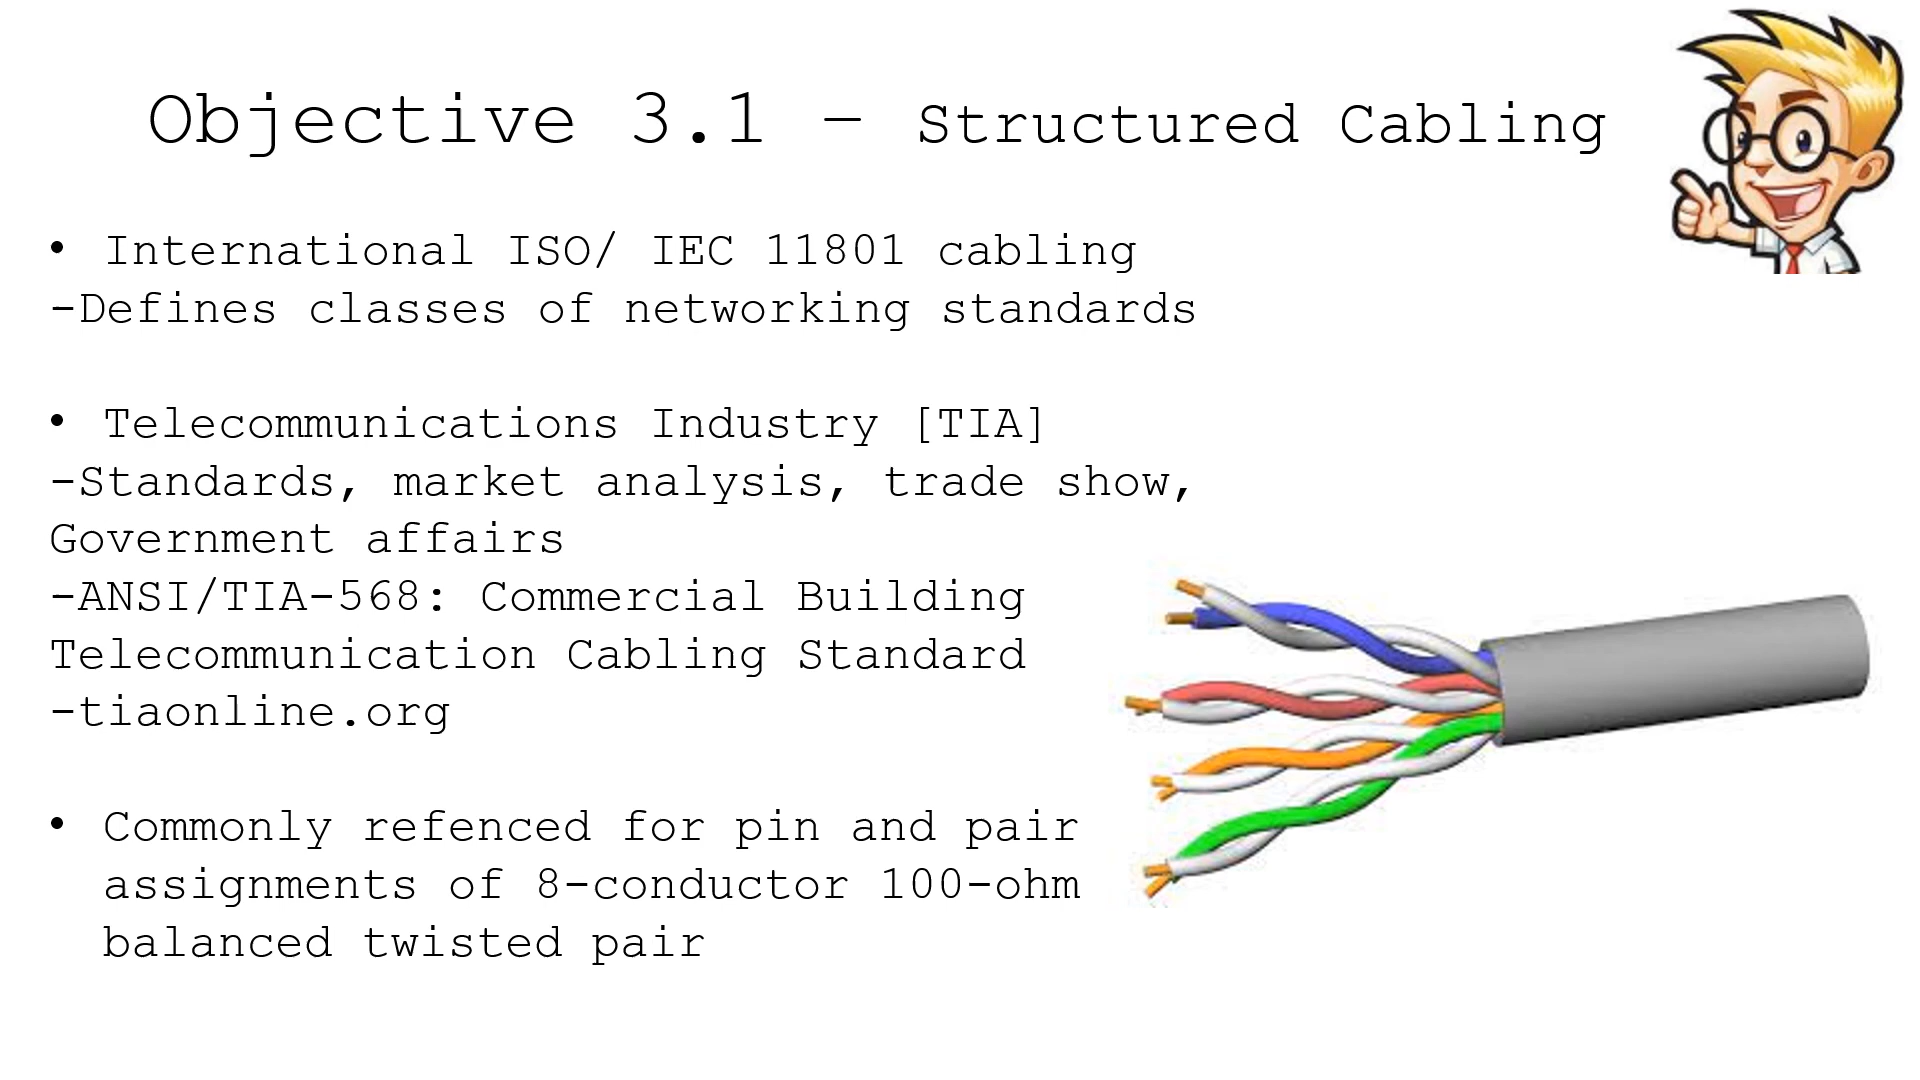 Objective 3.1 – Structured Cabling
• International ISO/ IEC 11801 cabling
-Defines classes of networking standards
• Telecommunications Industry [TIA]
-Standards, market analysis, trade show,
Government affairs
-ANSI/TIA-568: Commercial Building
Telecommunication Cabling Standard
-tiaonline.org
• Commonly refenced for pin and pair
assignments of 8-conductor 100-ohm
balanced twisted pair